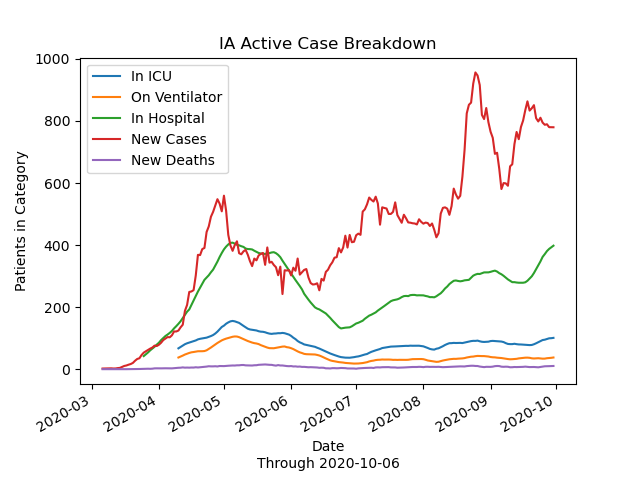 IA Active Case Breakdown
In ICU
On Ventilator
In Hospital
New Cases
New Deaths
Patients in Category
1000
800
600
400
200
0
2020-03
2020-04
2020-05
2020-06
2020-07
2020-08
2020-09
2020-10
Date
Through 2020-10-06